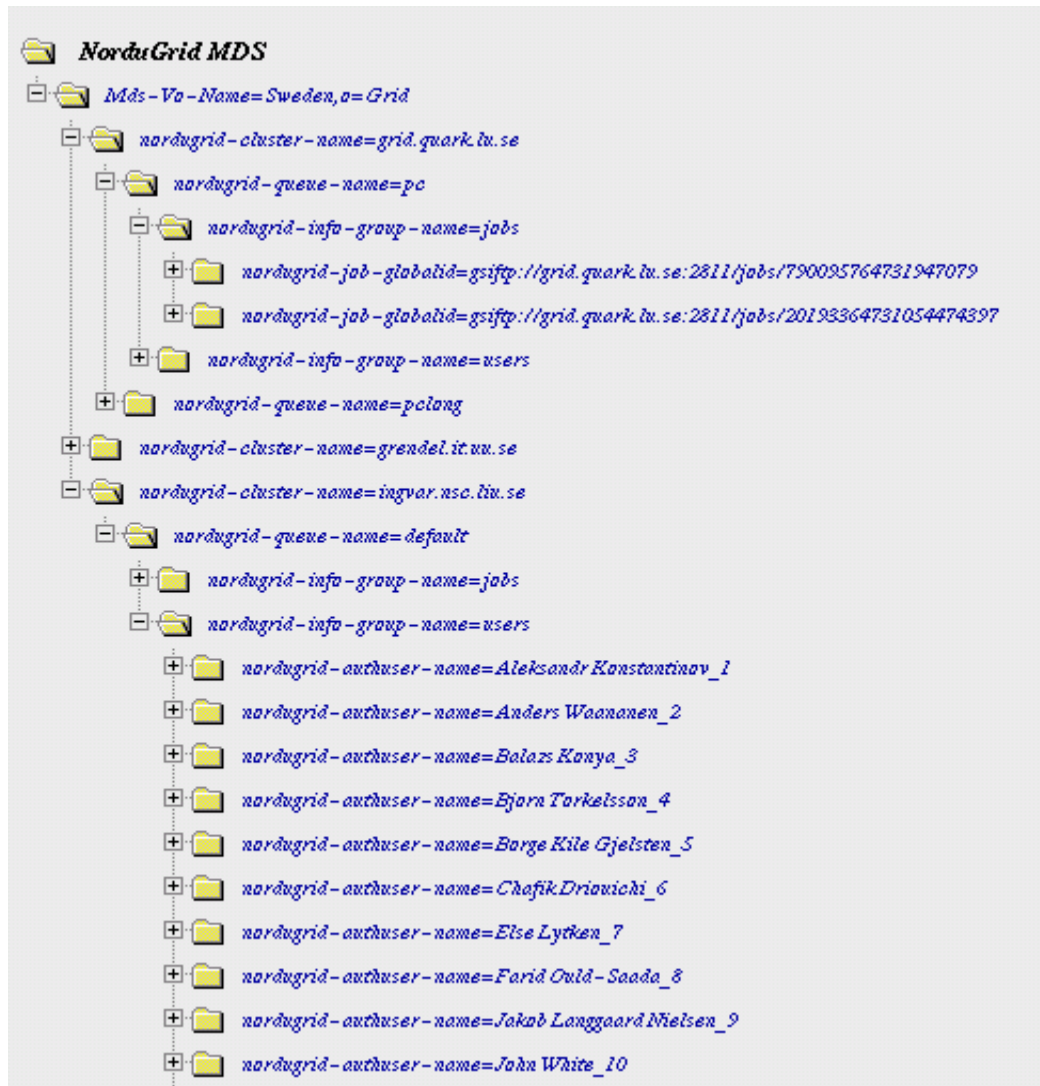 NorduGrid MDS
Mds-Vo-Name=Sweden,o=Grid
nordugrid-cluster-name=grid.quark.lu.se
nordugrid-queue-name=pc
nordugrid-info-group-name=jobs
nordugrid-job-globalid=gsiftp://grid.quark.lu.se:2811/jobs/790095764731947079
nordugrid-job-globalid=gsiftp://grid.quark.lu.se:2811/jobs/20193364731054474397
nordugrid-info-group-name=users
nordugrid-queue-name=pclong
nordugrid-cluster-name=grendel.it.uu.se
nordugrid-cluster-name=ingvar.nsc.liu.se
nordugrid-queue-name=default
nordugrid-info-group-name=jobs
nordugrid-info-group-name=users
nordugrid-authuser-name=Aleksandr Konstantinov_1
nordugrid-authuser-name=Anders Waananen_2
nordugrid-authuser-name=Balazs Konya_3
nordugrid-authuser-name=Bjorn Torkelsson_4
nordugrid-authuser-name=Borge Kile Gjelsten_5
nordugrid-authuser-name=Chafik Driouichi_6
nordugrid-authuser-name=Else Lytken_7
nordugrid-authuser-name=Farid Ould-Saada_8
nordugrid-authuser-name=Jakob Langgaard Nielsen_9
nordugrid-authuser-name=John White_10